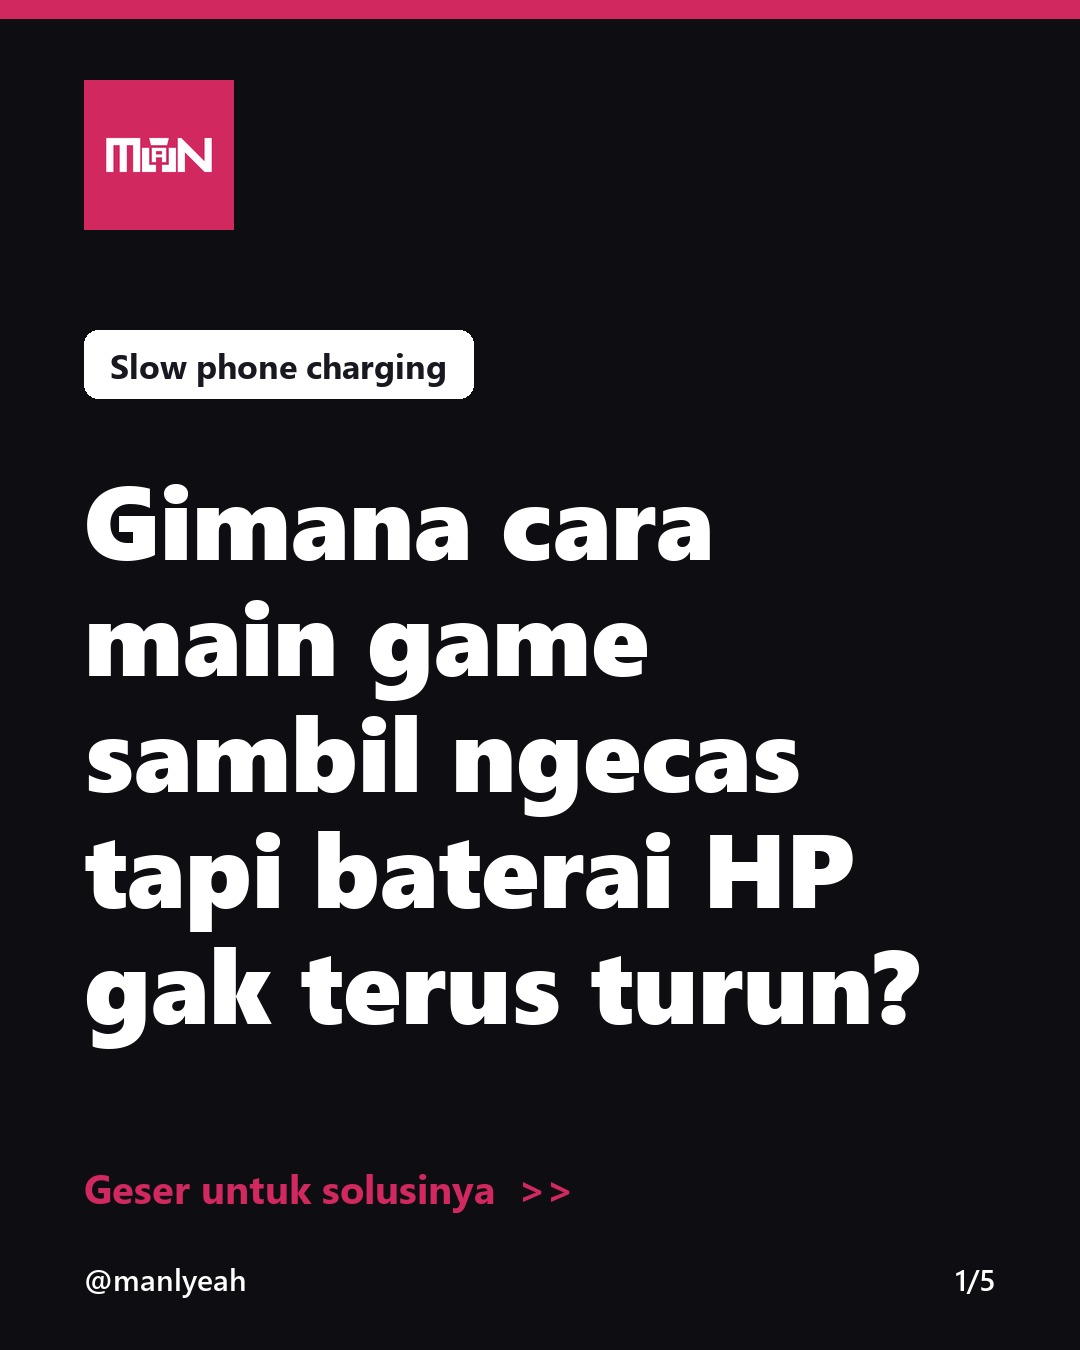 MAN
Slow phone charging
Gimana cara
main game
sambil ngecas
tapi baterai HP
gak terus turun?
Geser untuk solusinya >>
@manlyeah
1/5